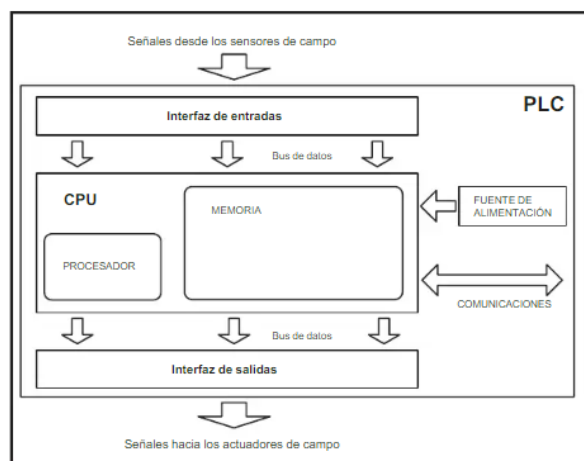 Señales desde los sensores de campo
PLC
Interfaz de entradas
Bus de datos
CPU
MEMORIA
FUENTE DE
ALIMENTACIÓN
PROCESADOR
COMUNICACIONES
Bus de datos
Interfaz de salidas
Señales hacia los actuadores de campo